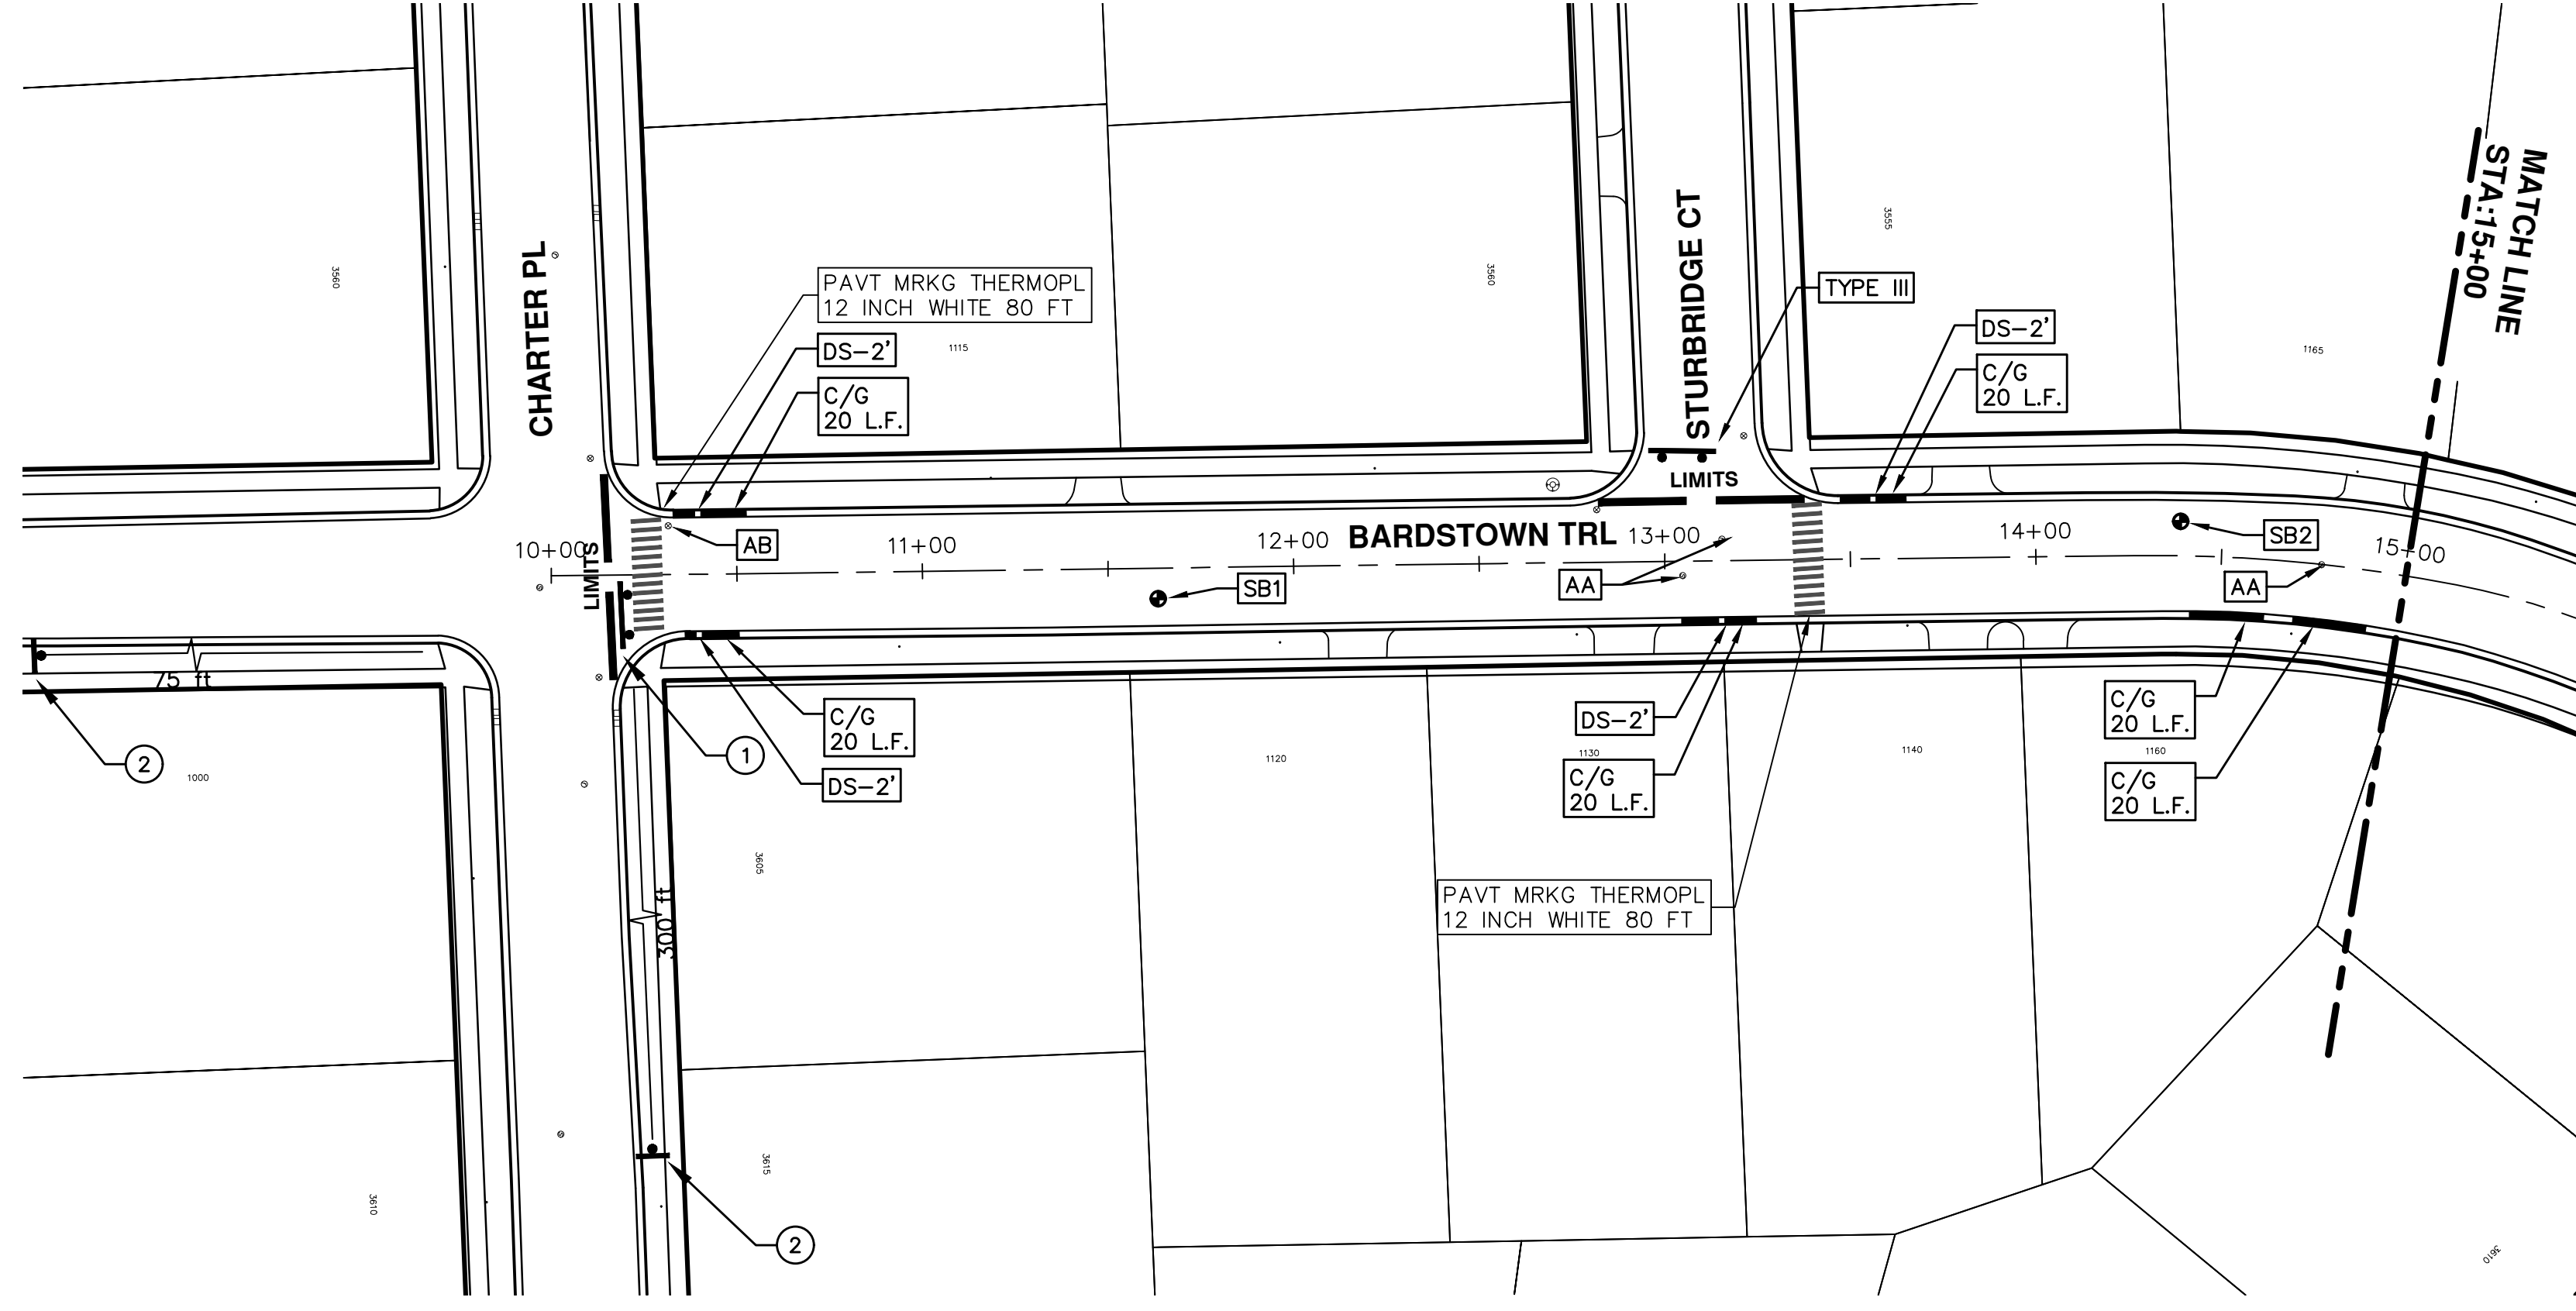 MATCH LINE
STA.:15+00
CHARTER PL
STURBRIDGE CT
3560
3560
3555
PAVT MRKG THERMOPL
12 INCH WHITE 80 FT
TYPE III
DS-2'
1115
C/G
20 L.F.
DS-2'
1165
C/G
20 L.F.
LIMITS
10+00
LIMITS
AB
11+00
12+00
BARDSTOWN TRL
13+00
14+00
15+00
SB2
SB1
AA
AA
75 ft
2
1000
C/G
20 L.F.
1
DS-2'
1120
DS-2'
1130
C/G
20 L.F.
1140
C/G
20 L.F.
1160
C/G
20 L.F.
3605
300 ft
PAVT MRKG THERMOPL
12 INCH WHITE 80 FT
3615
3610
2
3610